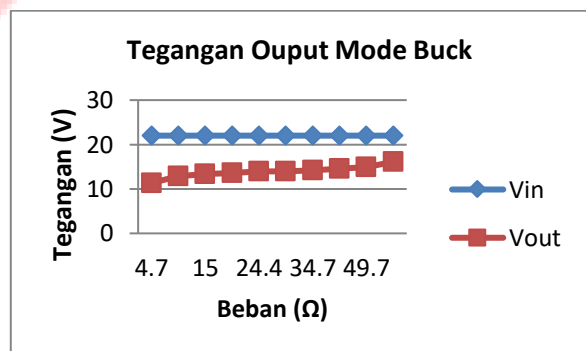 Tegangan Ouput Mode Buck
Tegangan (V)
30
20
10
0
4.7 15 24.4 34.7 49.7
Beban (Ω)
Vin
Vout